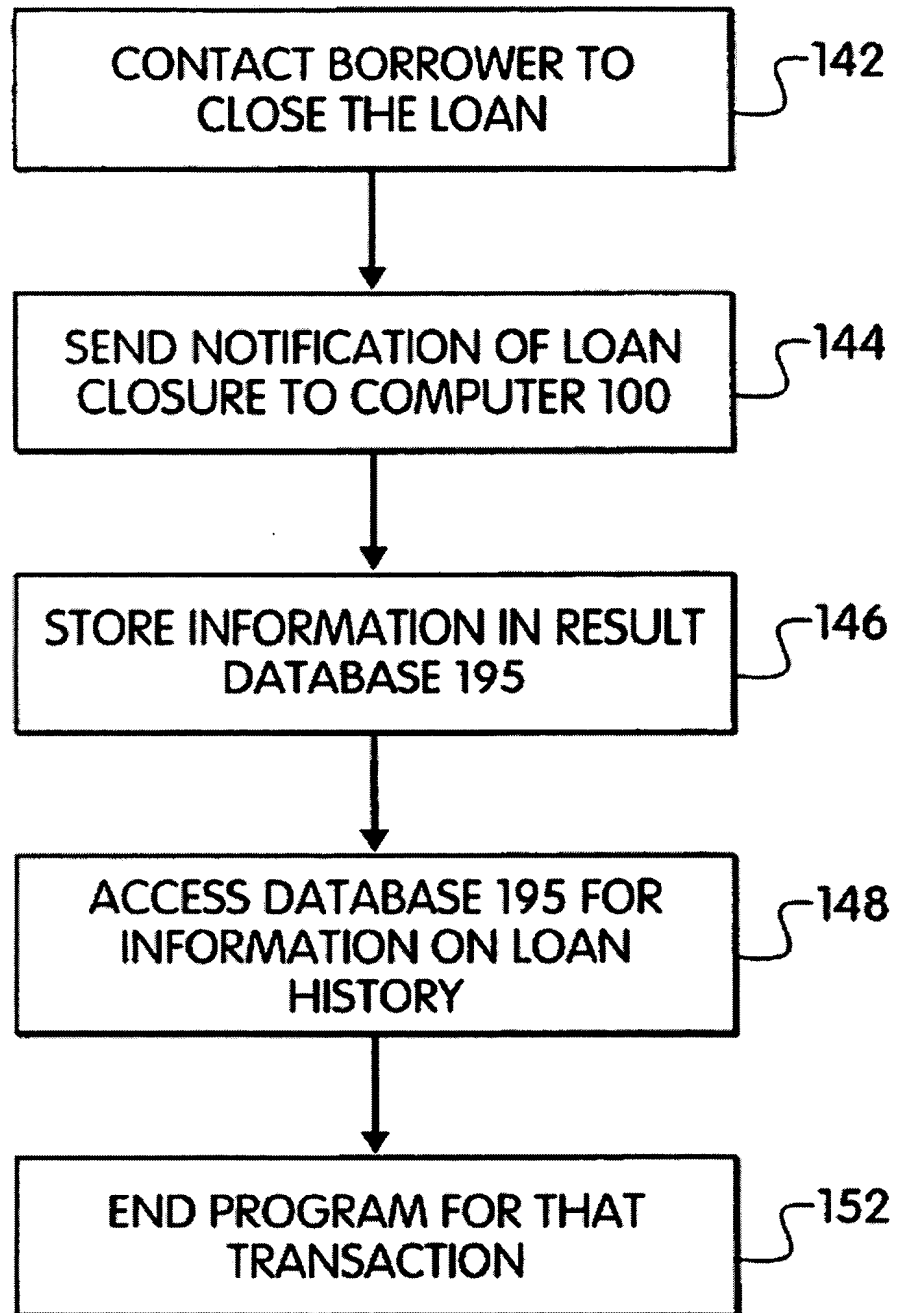 CONTACT BORROWER TO
CLOSE THE LOAN
142
SEND NOTIFICATION OF LOAN
CLOSURE TO COMPUTER 100
144
STORE INFORMATION IN RESULT
DATABASE 195
146
ACCESS DATABASE 195 FOR
INFORMATION ON LOAN
HISTORY
148
END PROGRAM FOR THAT
TRANSACTION
152